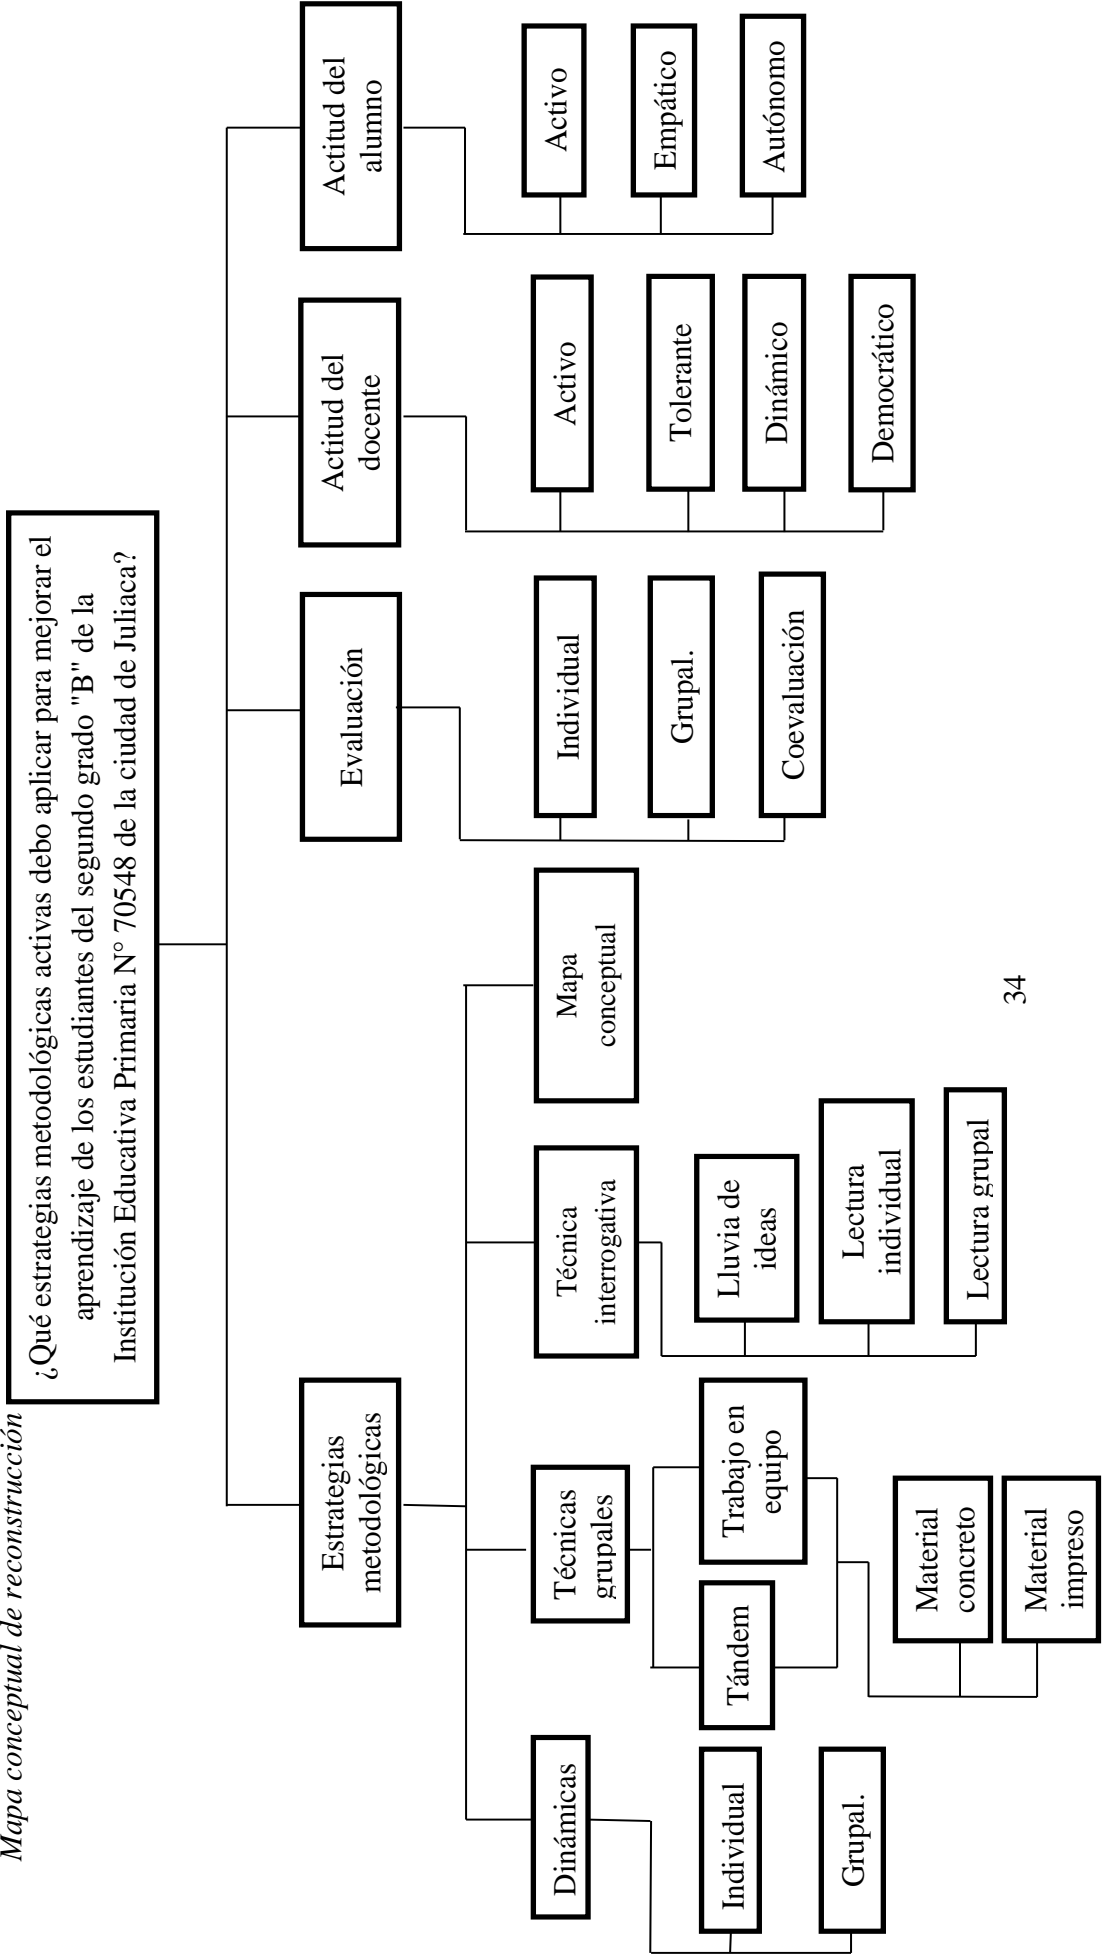 Mapa conceptual de reconstrucción
¿Qué estrategias metodológicas activas debo aplicar para mejorar el
aprendizaje de los estudiantes del segundo grado "B" de la
Institución Educativa Primaria N° 70548 de la ciudad de Juliaca?
Estrategias
metodológicas
Evaluación
Actitud del
docente
Actitud del
alumno
Dinámicas
Individual
Grupal.
Técnicas
grupales
Tándem
Trabajo en
equipo
Material
concreto
Material
impreso
Técnica
interrogativa
Lluvia de
ideas
Lectura
individual
Lectura grupal
Mapa
conceptual
Individual
Grupal.
Coevaluación
Activo
Tolerante
Dinámico
Democrático
Activo
Empático
Autónomo
34